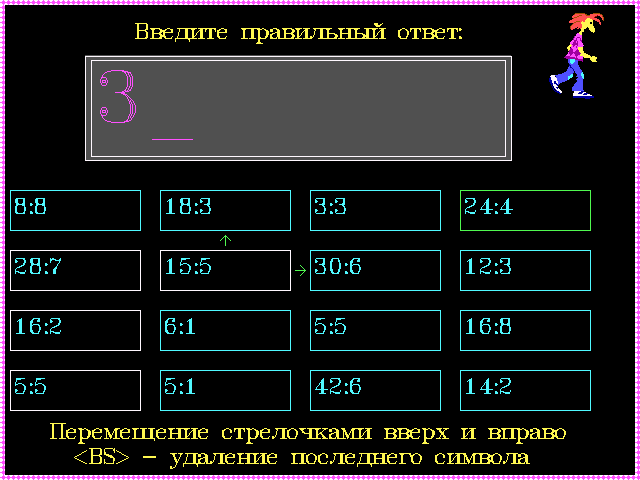 Введите правильный ответ:
3_
8:8 18:3 3:3 24:4
28:7 15:5 30:6 12:3
16:2 6:1 5:5 16:8
5:5 5:1 42:6 14:2
Перемещение стрелочками вверх и вправо
<BS> - удаление последнего символа